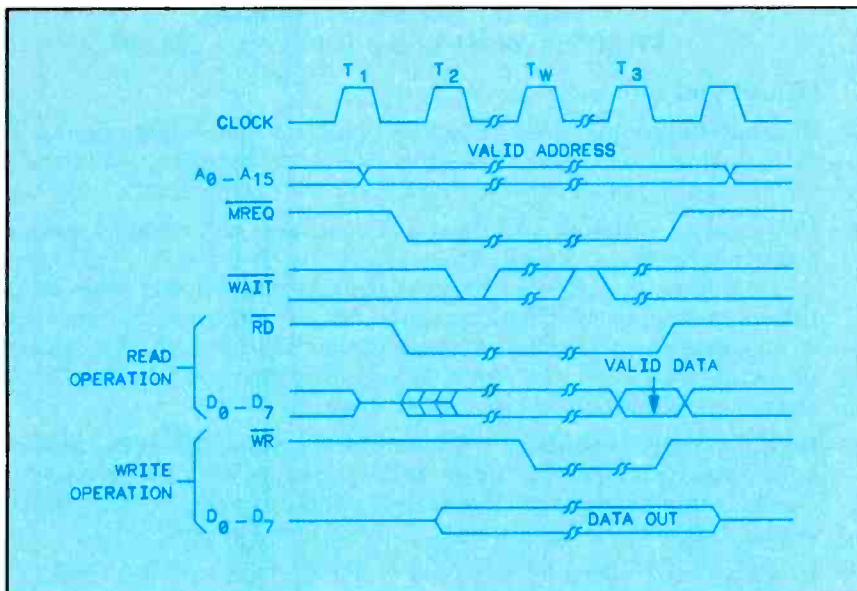 T1 T2 TW T3
CLOCK
VALID ADDRESS
A0 – A15
MREQ
WAIT
RD
READ
OPERATION
VALID DATA
D0 – D7
WR
WRITE
OPERATION
D0 – D7
DATA OUT